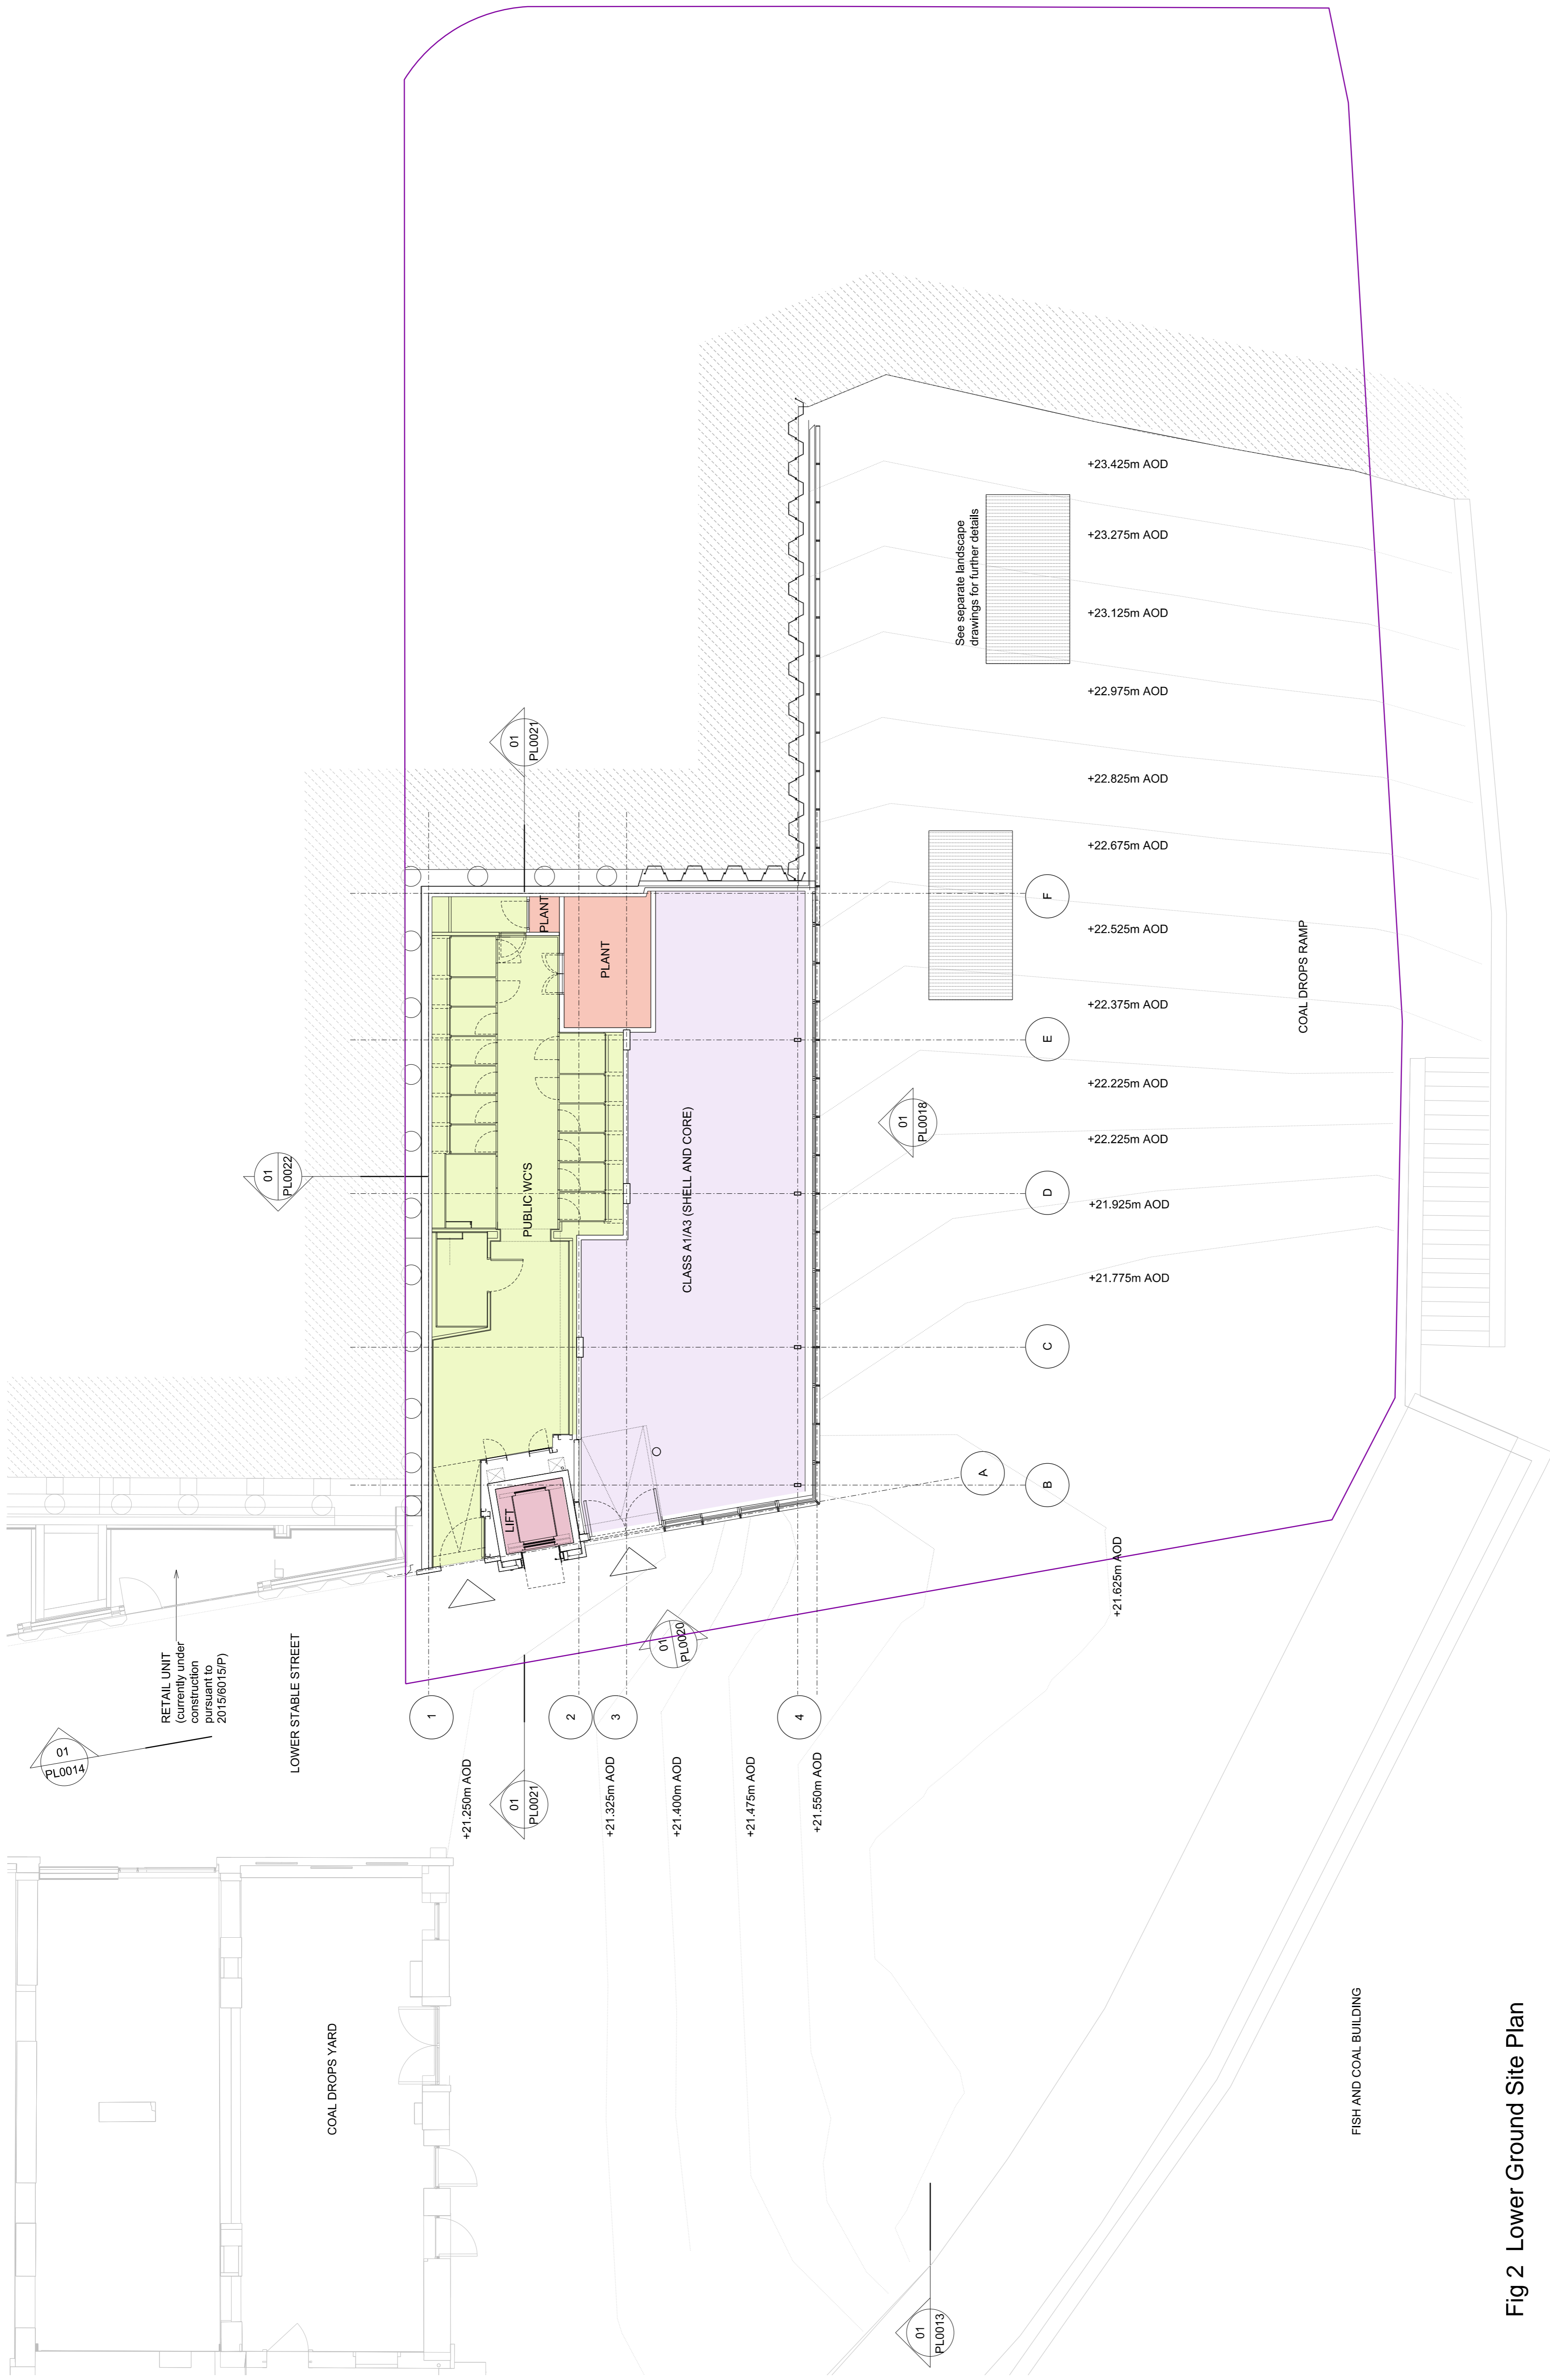 01
PL0014
RETAIL UNIT
(currently under
construction
pursuant to
2015/6015/P)
LOWER STABLE STREET
COAL DROPS YARD
01
PL0022
01
PL0021
01
PL0021
01
PL0020
01
PL0018
01
PL0013
1
2
3
4
A
B
C
D
E
F
PLANT
PLANT
PUBLIC WC'S
LIFT
CLASS A1/A3 (SHELL AND CORE)
See separate landscape
drawings for further details
+23.425m AOD
+23.275m AOD
+23.125m AOD
+22.975m AOD
+22.825m AOD
+22.675m AOD
+22.525m AOD
+22.375m AOD
+22.225m AOD
+22.225m AOD
+21.925m AOD
+21.775m AOD
+21.625m AOD
+21.250m AOD
+21.325m AOD
+21.400m AOD
+21.475m AOD
+21.550m AOD
COAL DROPS RAMP
FISH AND COAL BUILDING
Fig 2 Lower Ground Site Plan